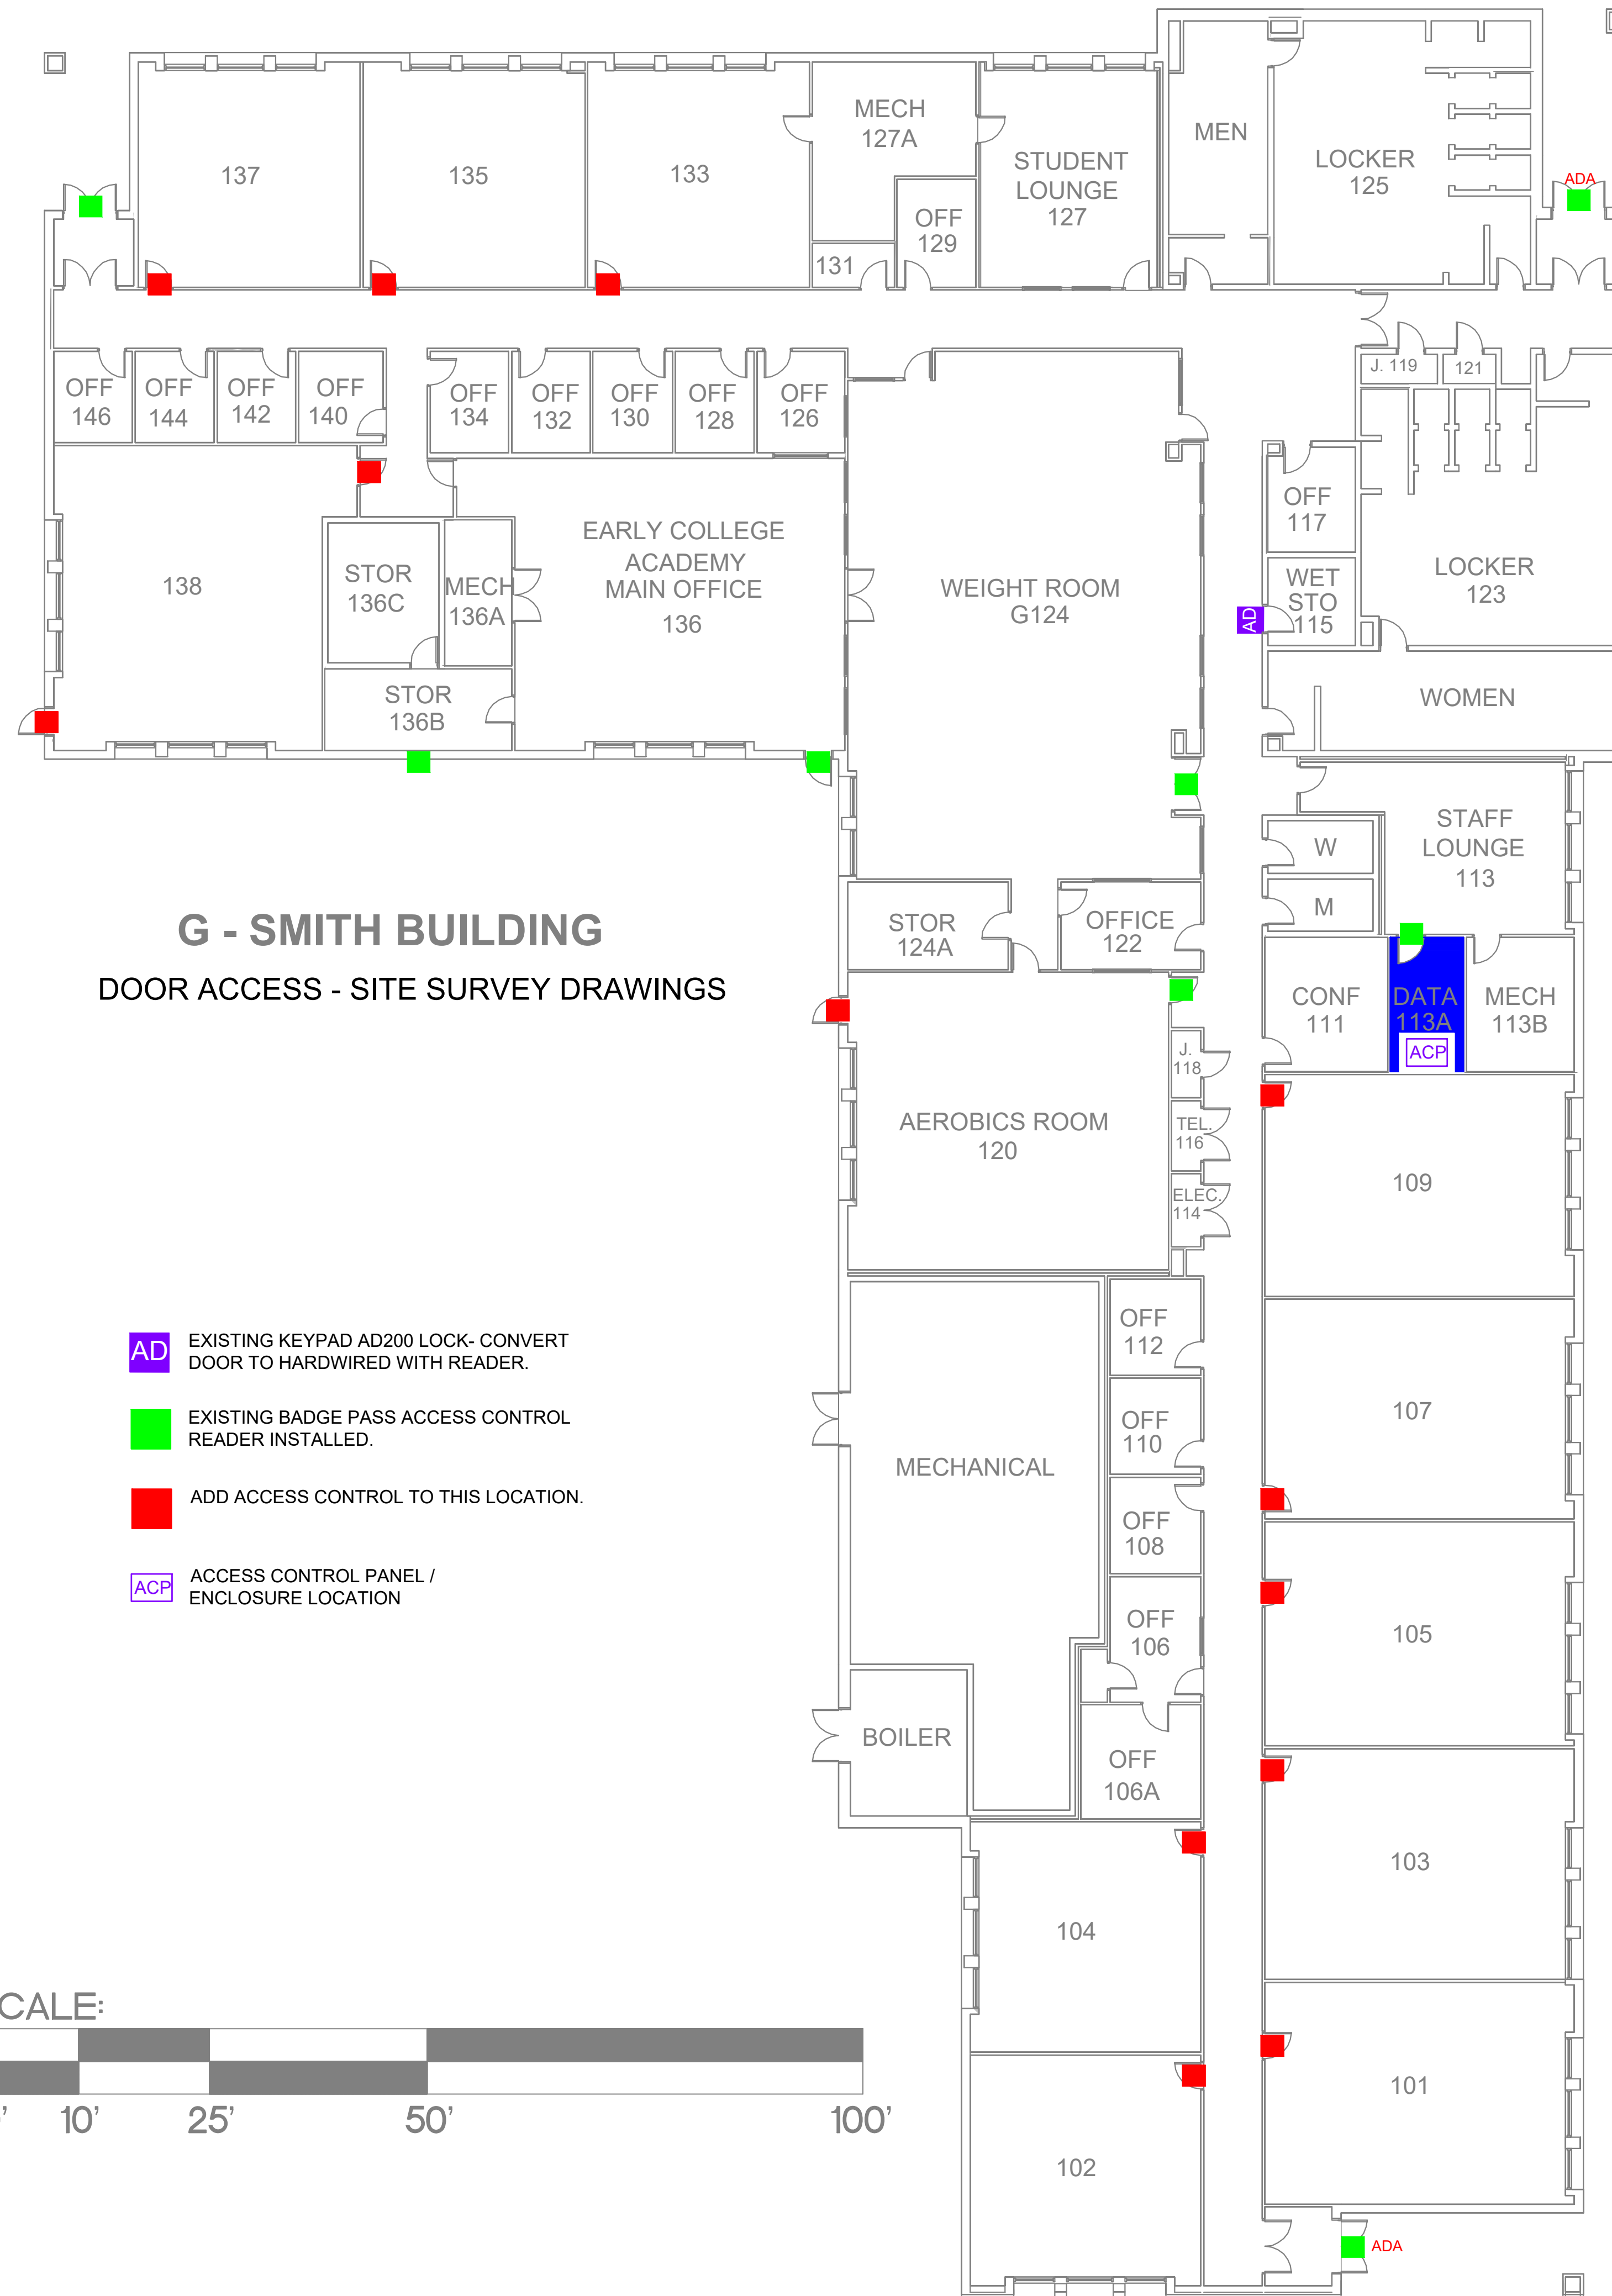 137
135
133
MECH
127A
STUDENT
LOUNGE
127
OFF
129
131
MEN
LOCKER
125
ADA
OFF
146
OFF
144
OFF
142
OFF
140
OFF
134
OFF
132
OFF
130
OFF
128
OFF
126
J. 119
121
OFF
117
LOCKER
123
138
STOR
136C
MECH
136A
EARLY COLLEGE
ACADEMY
MAIN OFFICE
136
WEIGHT ROOM
G124
AD
WET
STO
115
STOR
136B
WOMEN
STAFF
LOUNGE
113
W
M
G - SMITH BUILDING
DOOR ACCESS - SITE SURVEY DRAWINGS
STOR
124A
OFFICE
122
CONF
111
DATA
113A
ACP
MECH
113B
J.
118
TEL.
116
ELEC.
114
AEROBICS ROOM
120
109
AD
EXISTING KEYPAD AD200 LOCK- CONVERT
DOOR TO HARDWIRED WITH READER.
EXISTING BADGE PASS ACCESS CONTROL
READER INSTALLED.
ADD ACCESS CONTROL TO THIS LOCATION.
ACP
ACCESS CONTROL PANEL /
ENCLOSURE LOCATION
OFF
112
OFF
110
107
MECHANICAL
OFF
108
OFF
106
105
BOILER
OFF
106A
103
104
101
102
CALE:
10'
25'
50'
100'
ADA